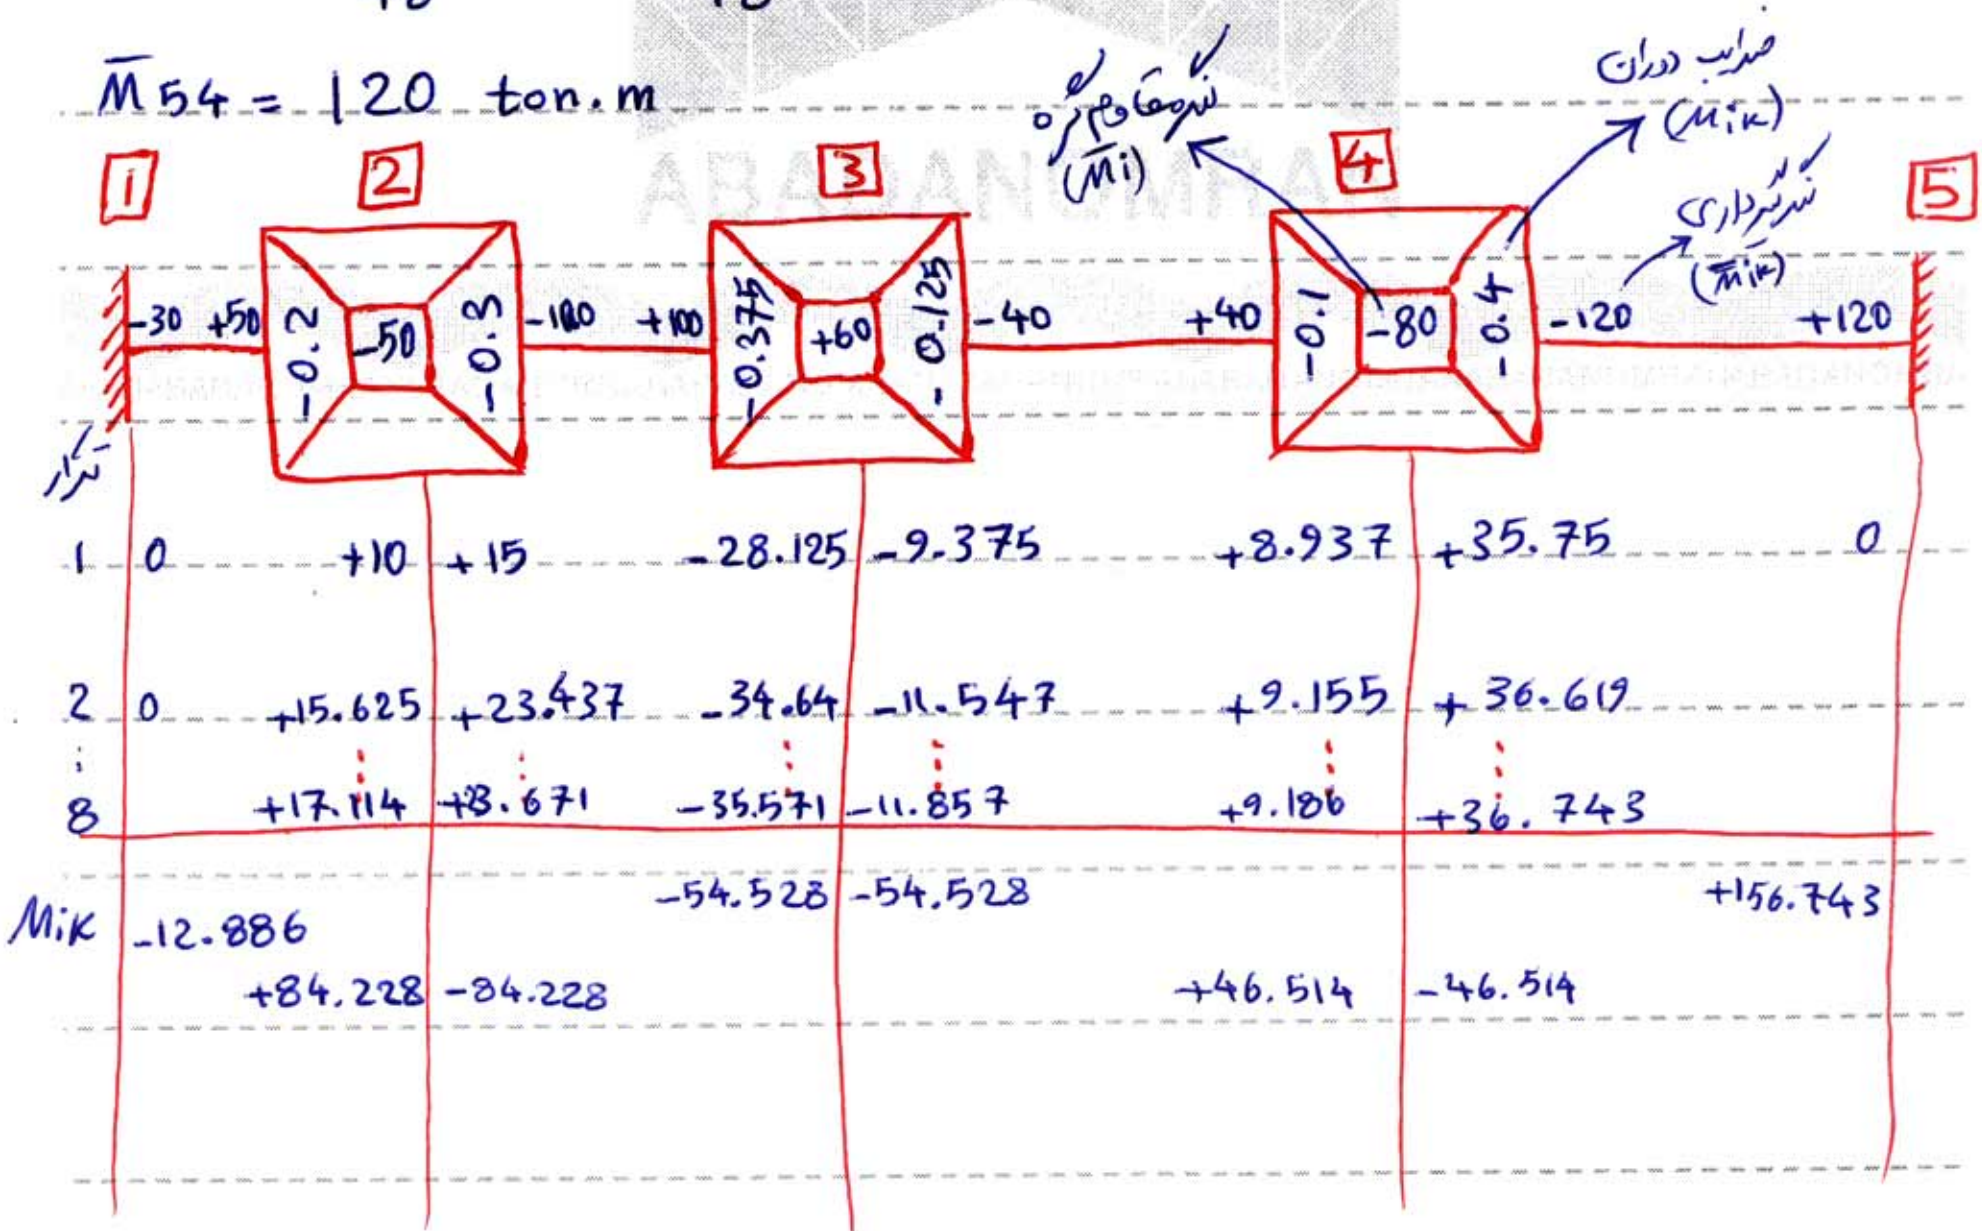 M̄54 = 120 ton.m
ABADANOMRAN
ضرایب دوران
(Mik)
لنگر مقاوم گره
(M̄i)
لنگر گیرداری
(M̄ik)
1 2 3 4 5
-30 +50 -0.2 -50 -0.3 -100 +100 -0.375 +60 -0.125 -40 +40 -0.1 -80 -0.4 -120 +120
تکرار
1 0 +10 +15 -28.125 -9.375 +8.937 +35.75 0
2 0 +15.625 +23.437 -34.64 -11.547 +9.155 +36.619
8 +17.114 +23.671 -35.571 -11.857 +9.186 +36.743
Mik -12.886 -54.528 -54.528 +156.743
+84.228 -84.228 +46.514 -46.514